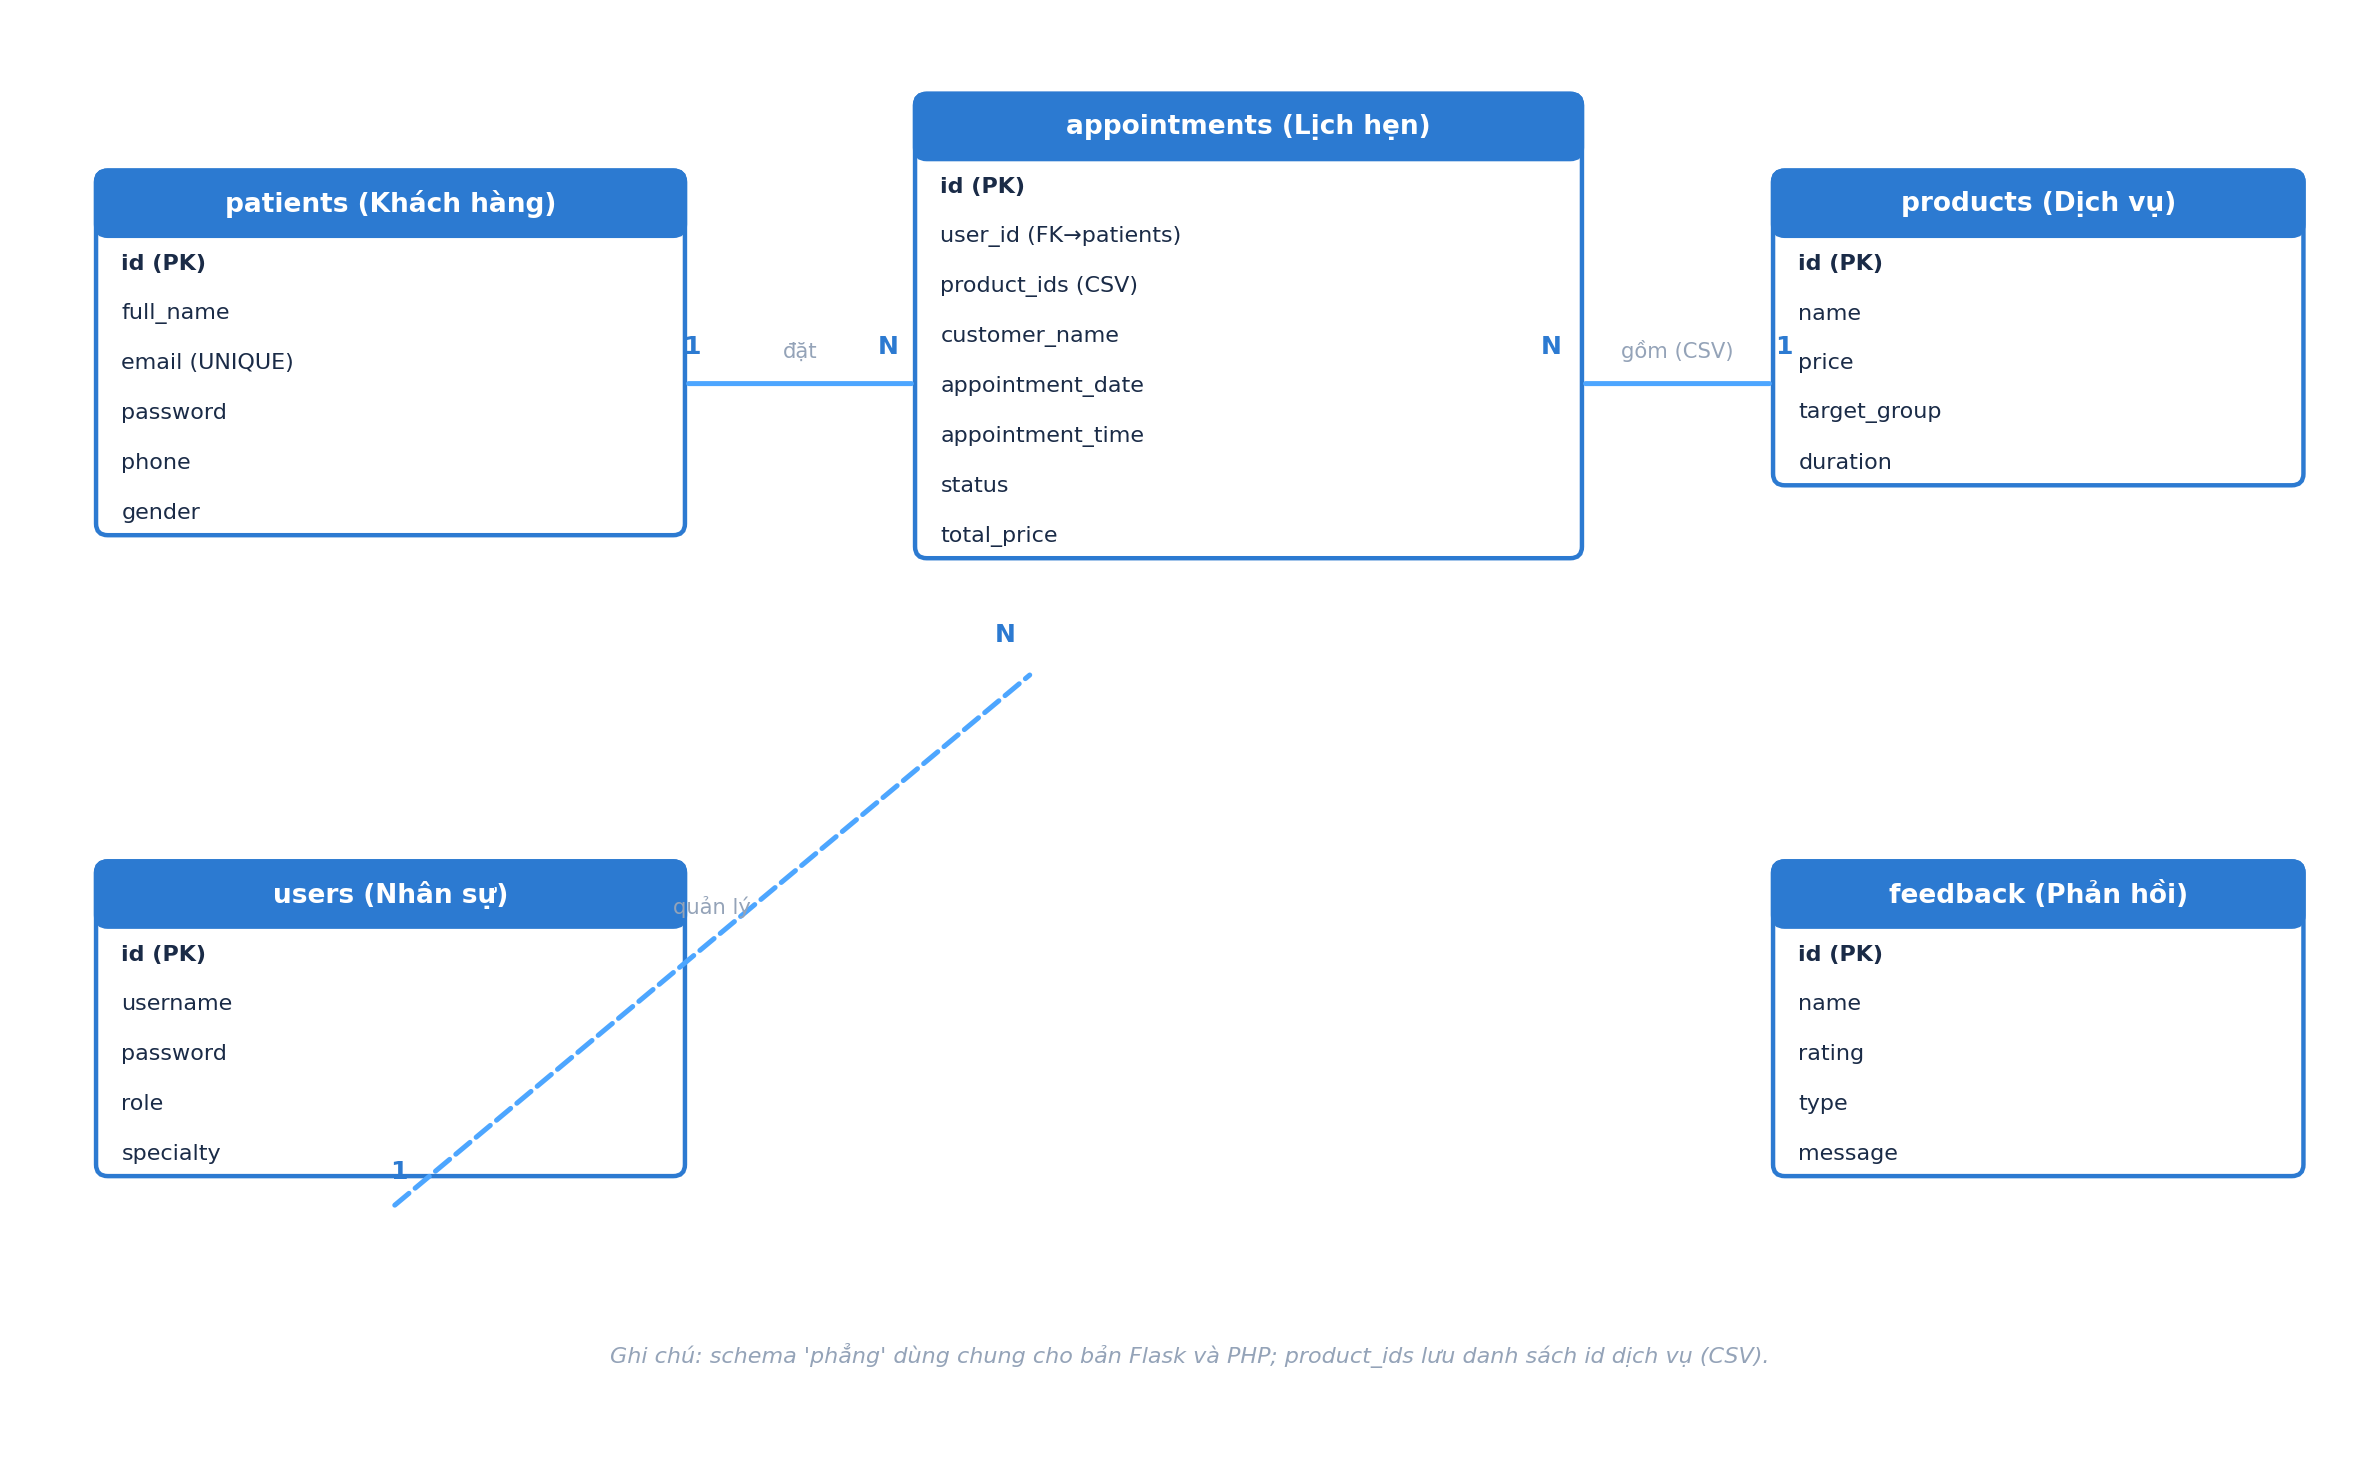 appointments (Lịch hẹn)
id (PK)
user_id (FK→patients)
product_ids (CSV)
customer_name
appointment_date
appointment_time
status
total_price
patients (Khách hàng)
id (PK)
full_name
email (UNIQUE)
password
phone
gender
products (Dịch vụ)
id (PK)
name
price
target_group
duration
1
đặt
N
N
gồm (CSV)
1
N
quản lý
1
users (Nhân sự)
id (PK)
username
password
role
specialty
feedback (Phản hồi)
id (PK)
name
rating
type
message
Ghi chú: schema 'phẳng' dùng chung cho bản Flask và PHP; product_ids lưu danh sách id dịch vụ (CSV).